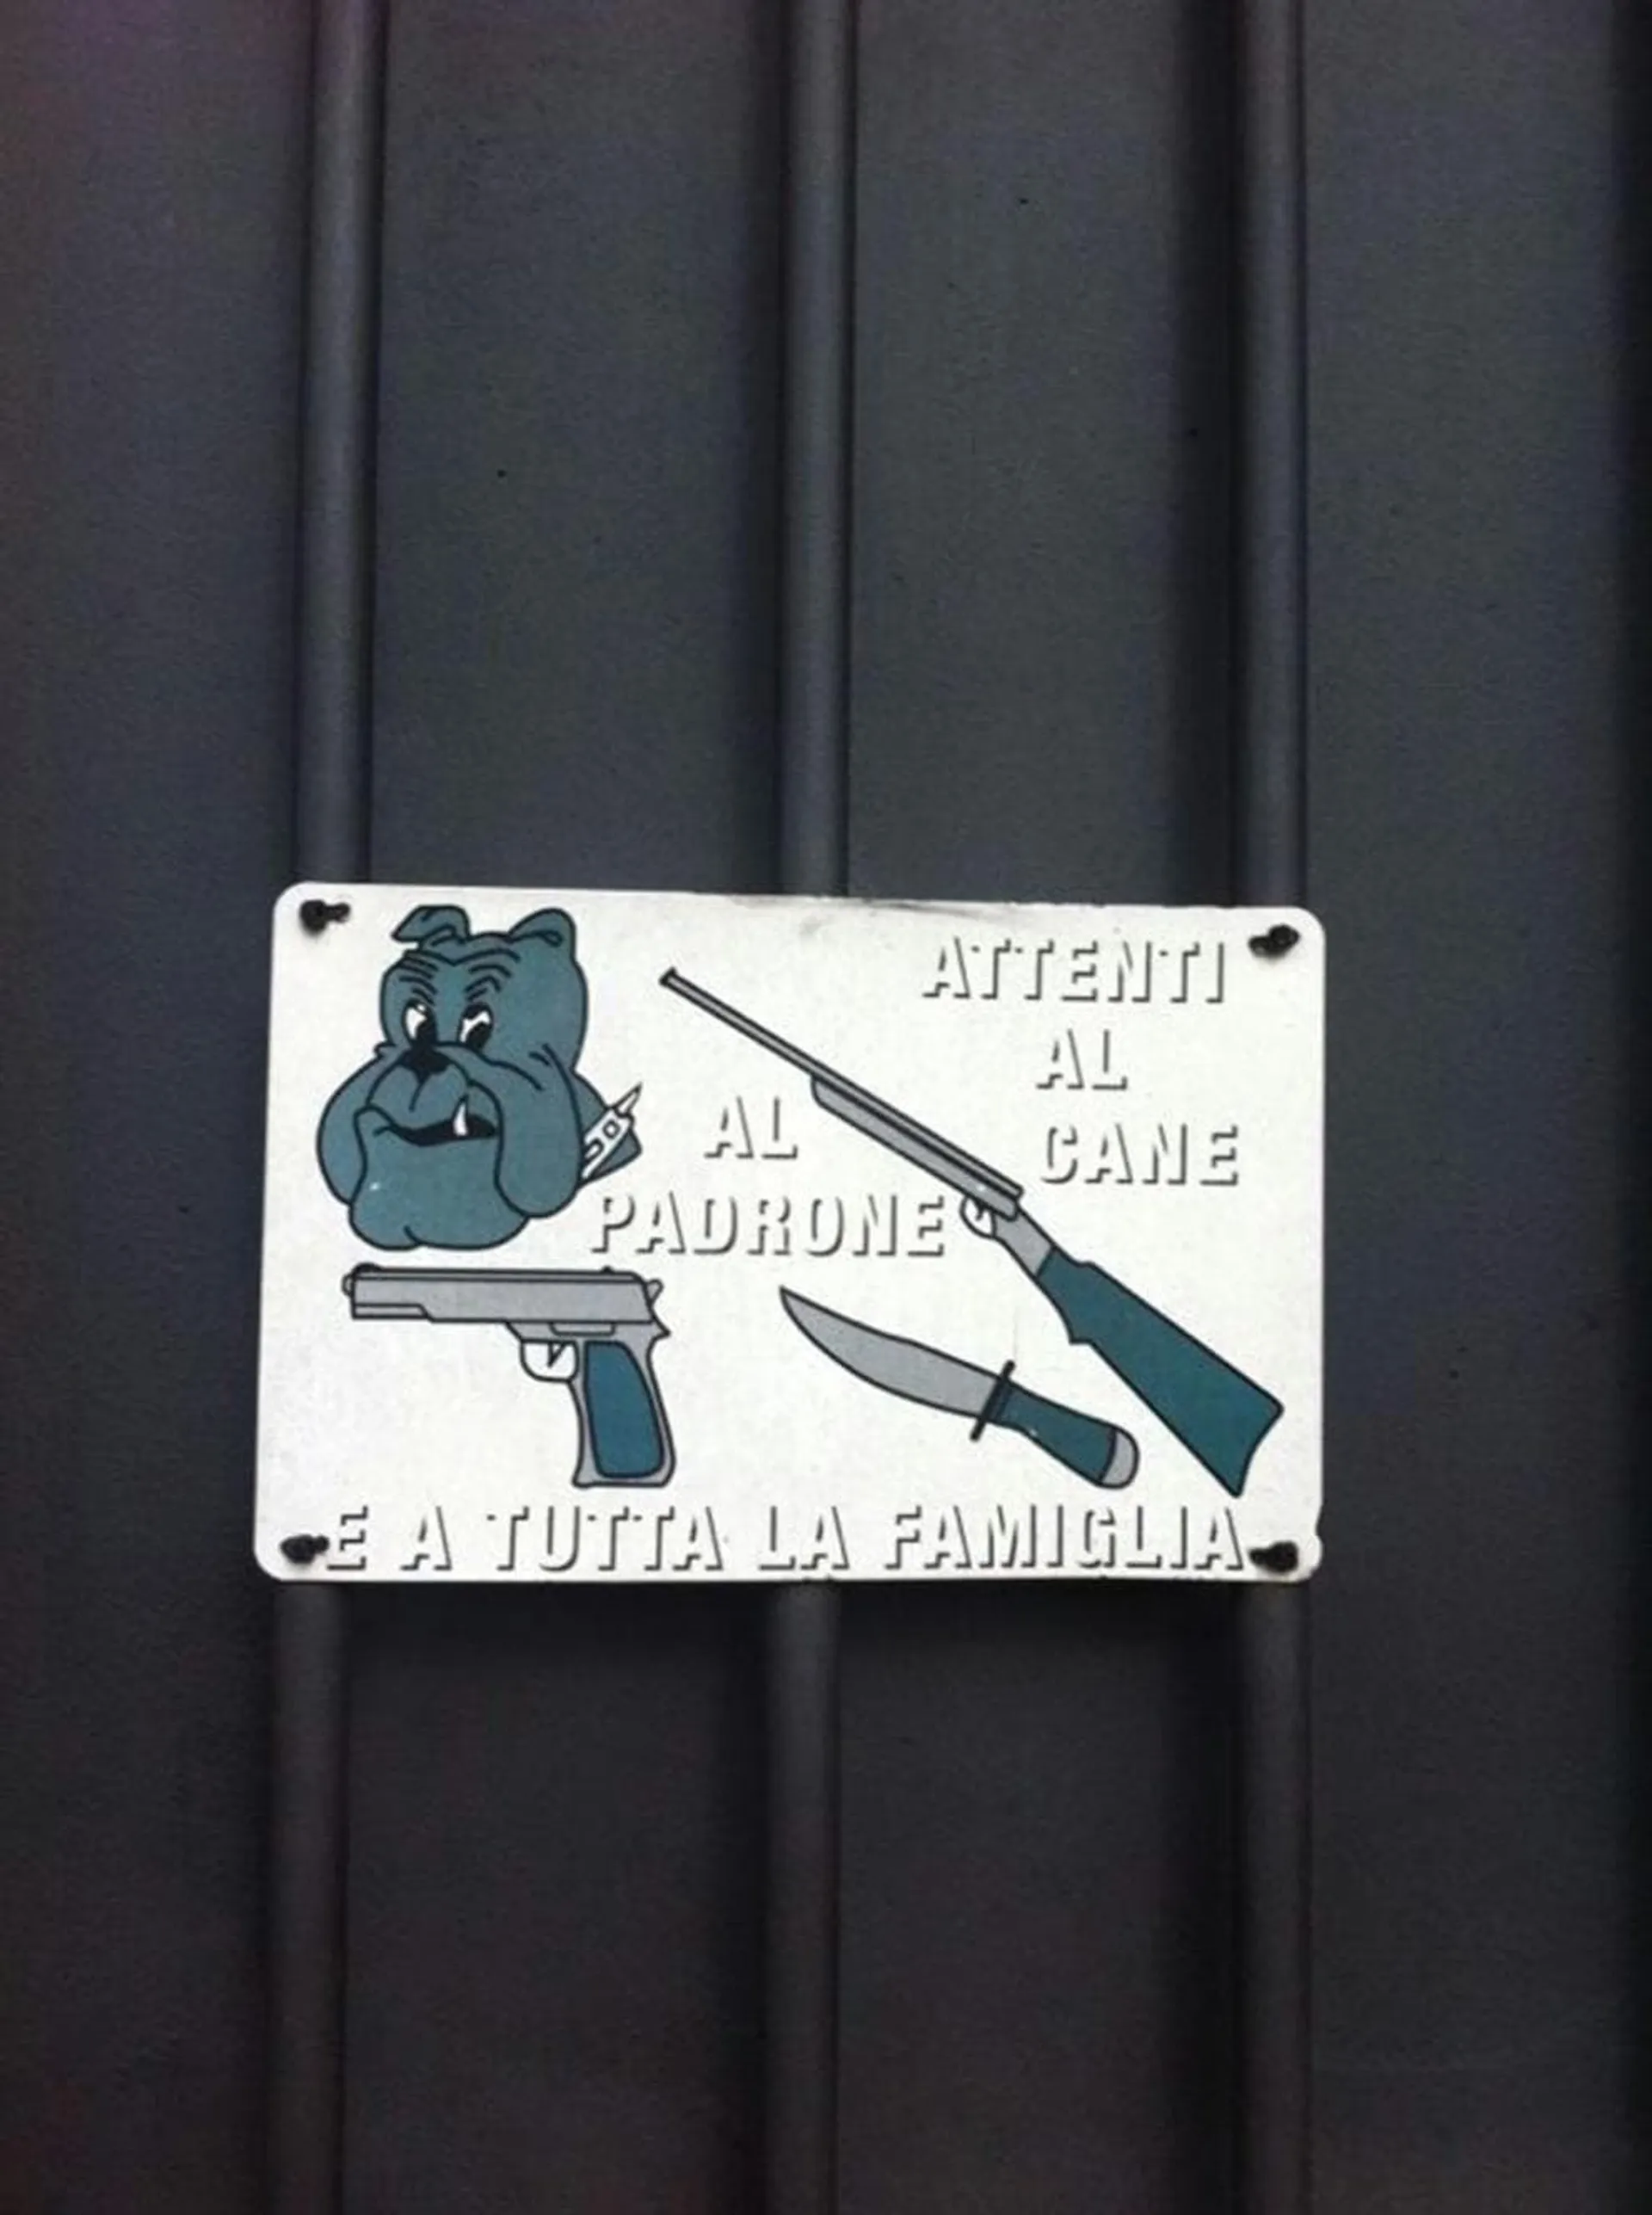 ATTENTI
AL
CANE
AL
PADRONE
E A TUTTA LA FAMIGLIA